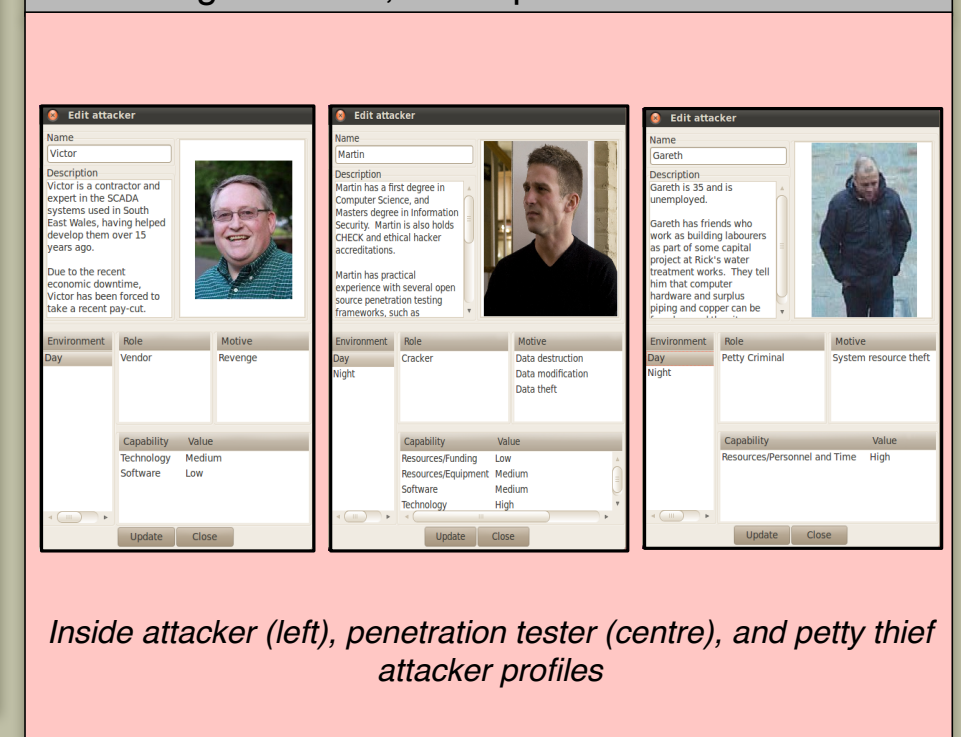 Edit attacker
Name
Victor
Description
Victor is a contractor and
expert in the SCADA
systems used in South
East Wales, having helped
develop them over 15
years ago.
Due to the recent
economic downtime,
Victor has been forced to
take a recent pay-cut.
Environment Role Motive
Day Vendor Revenge
Capability Value
Technology Medium
Software Low
Update Close
Edit attacker
Name
Martin
Description
Martin has a first degree in
Computer Science, and
Masters degree in Information
Security. Martin is also holds
CHECK and ethical hacker
accreditations.
Martin has practical
experience with several open
source penetration testing
frameworks, such as
Environment Role Motive
Day Cracker Data destruction
Night Data modification
Data theft
Capability Value
Resources/Funding Low
Resources/Equipment Medium
Software Medium
Technology High
Update Close
Edit attacker
Name
Gareth
Description
Gareth is 35 and is
unemployed.
Gareth has friends who
work as building labourers
as part of some capital
project at Rick's water
treatment works. They tell
him that computer
hardware and surplus
piping and copper can be
Environment Role Motive
Day Petty Criminal System resource theft
Night
Capability Value
Resources/Personnel and Time High
Update Close
Inside attacker (left), penetration tester (centre), and petty thief
attacker profiles